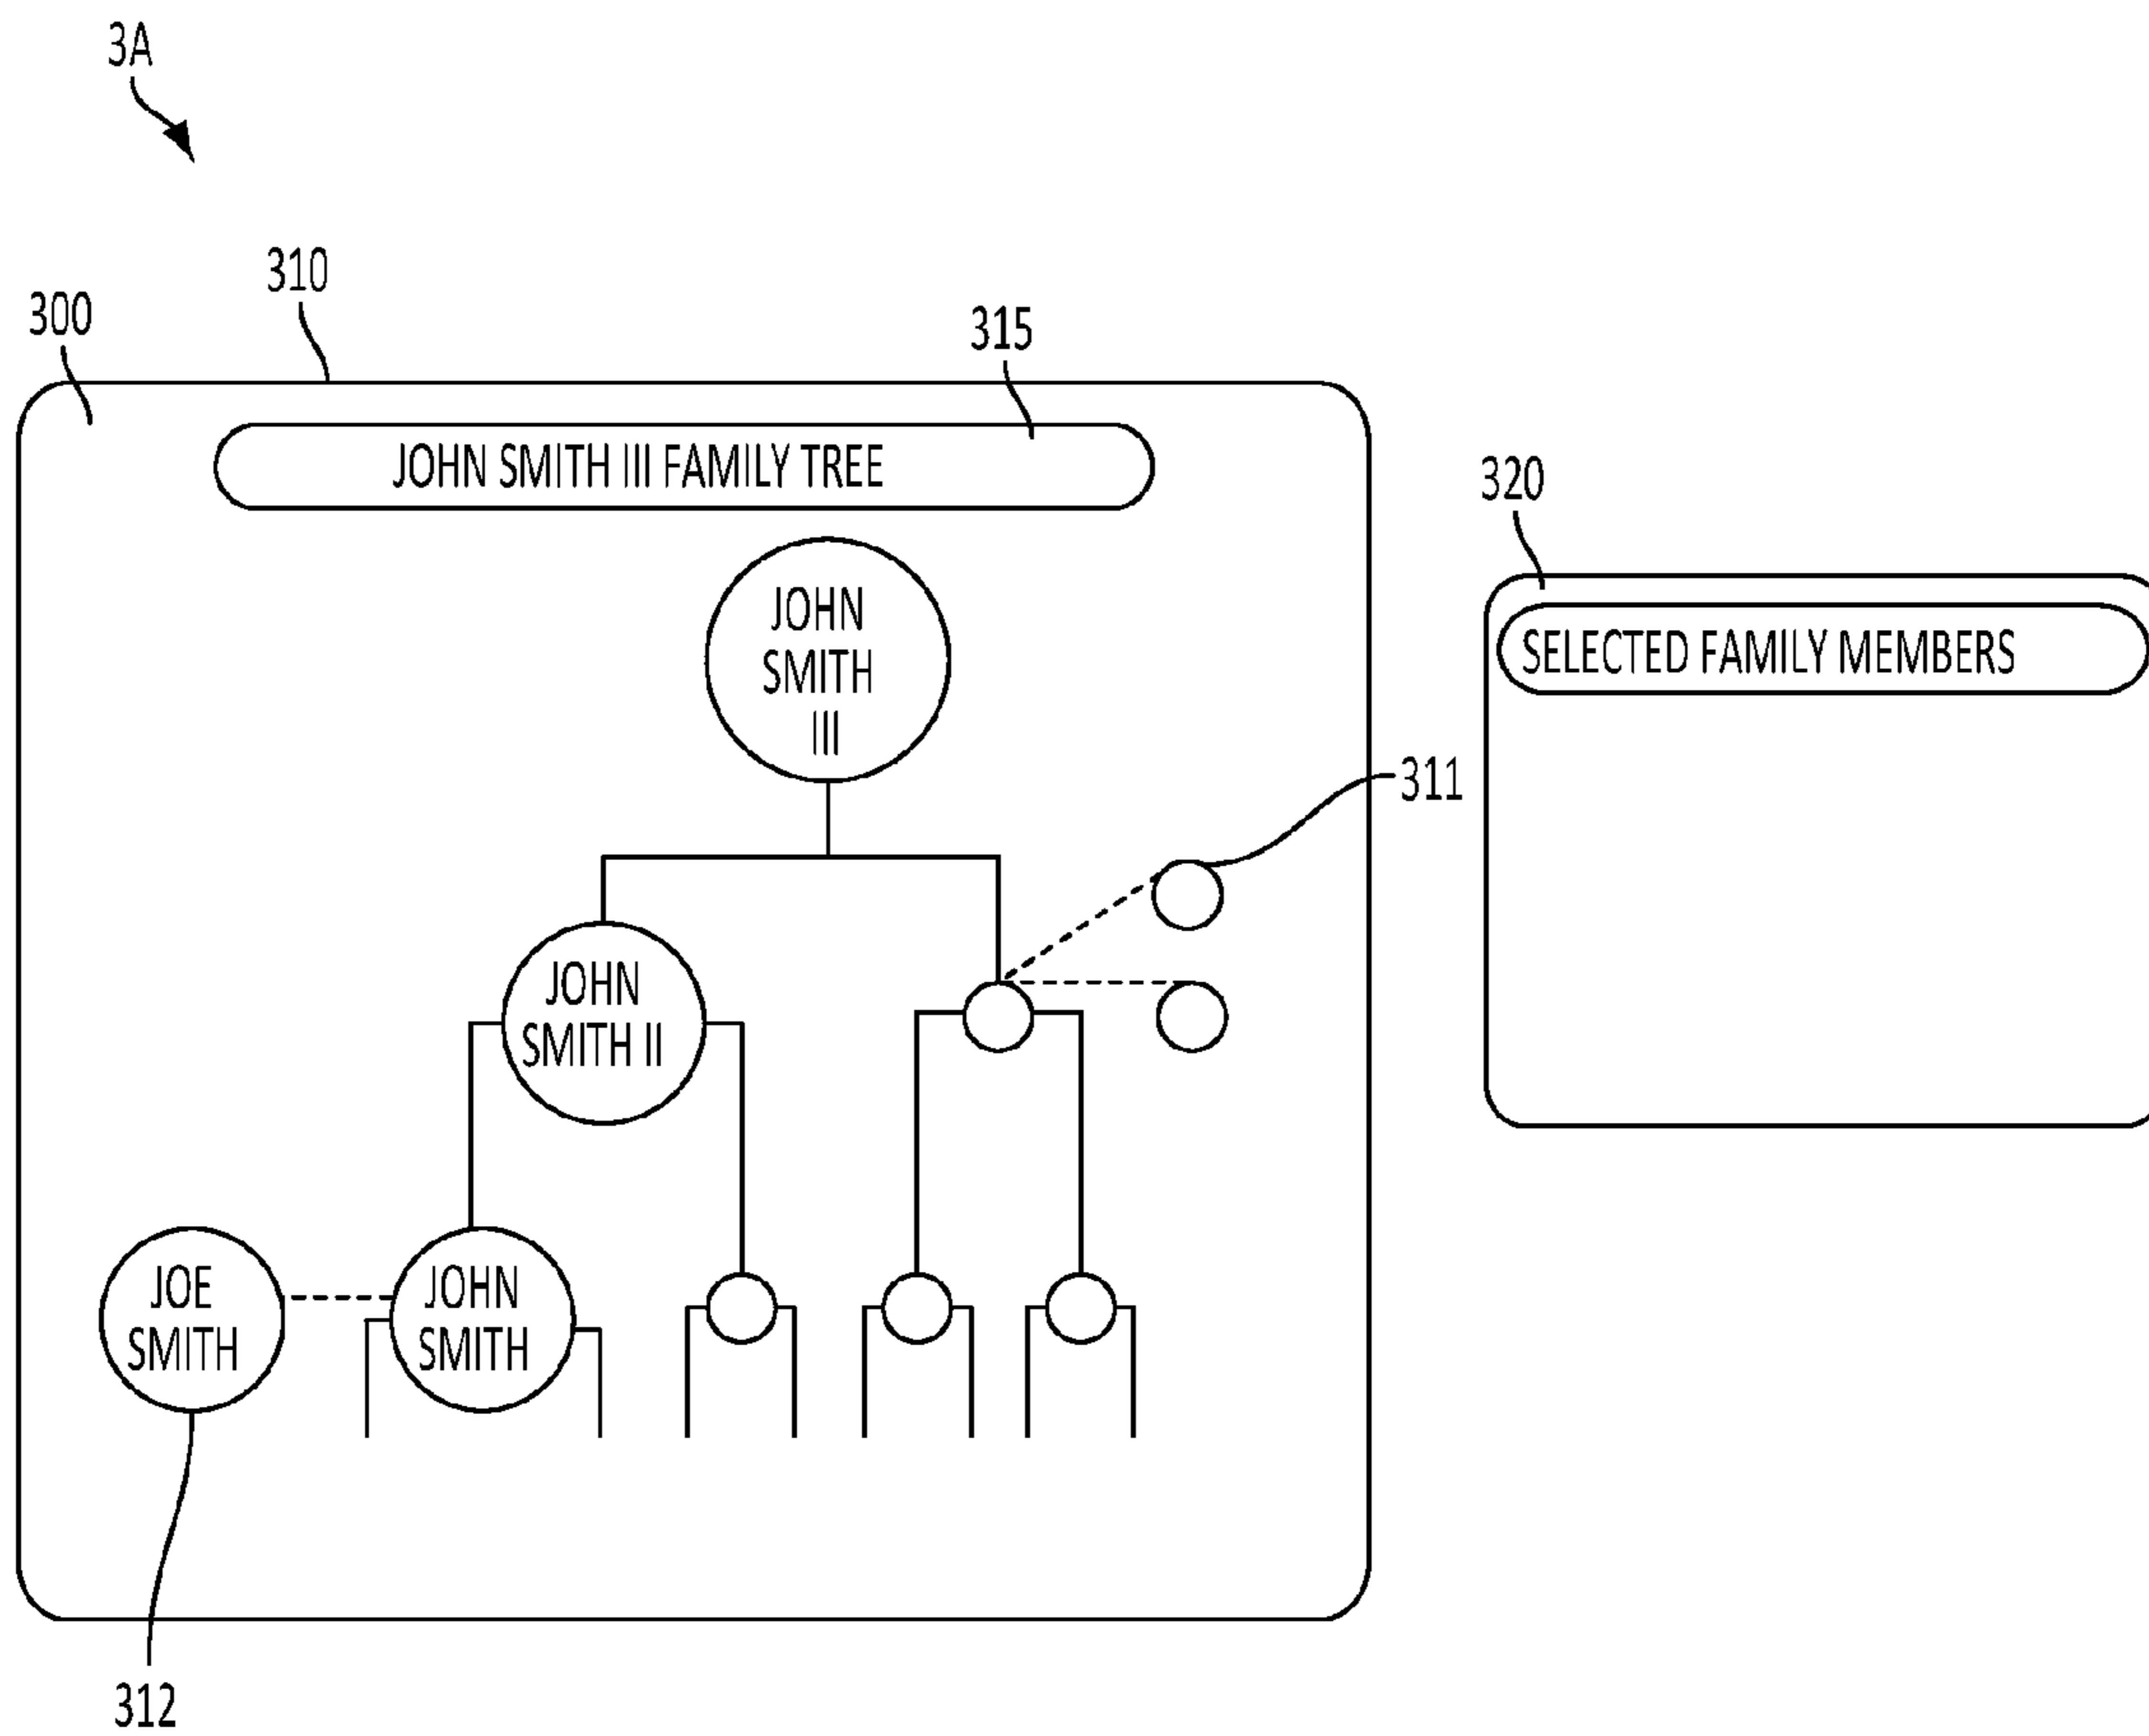 3A
310
300
315
JOHN SMITH III FAMILY TREE
320
SELECTED FAMILY MEMBERS
JOHN
SMITH
III
311
JOHN
SMITH II
JOE
SMITH
JOHN
SMITH
312